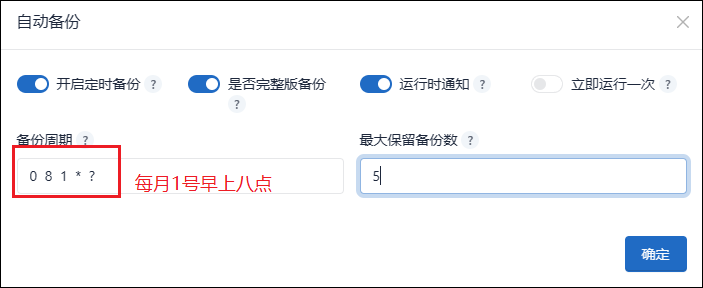 自动备份
开启定时备份 ? 是否完整版备份 ? 运行时通知 ? 立即运行一次 ?
备份周期 ? 最大保留备份数 ?
0 8 1 * ? 每月1号早上八点 5
确定